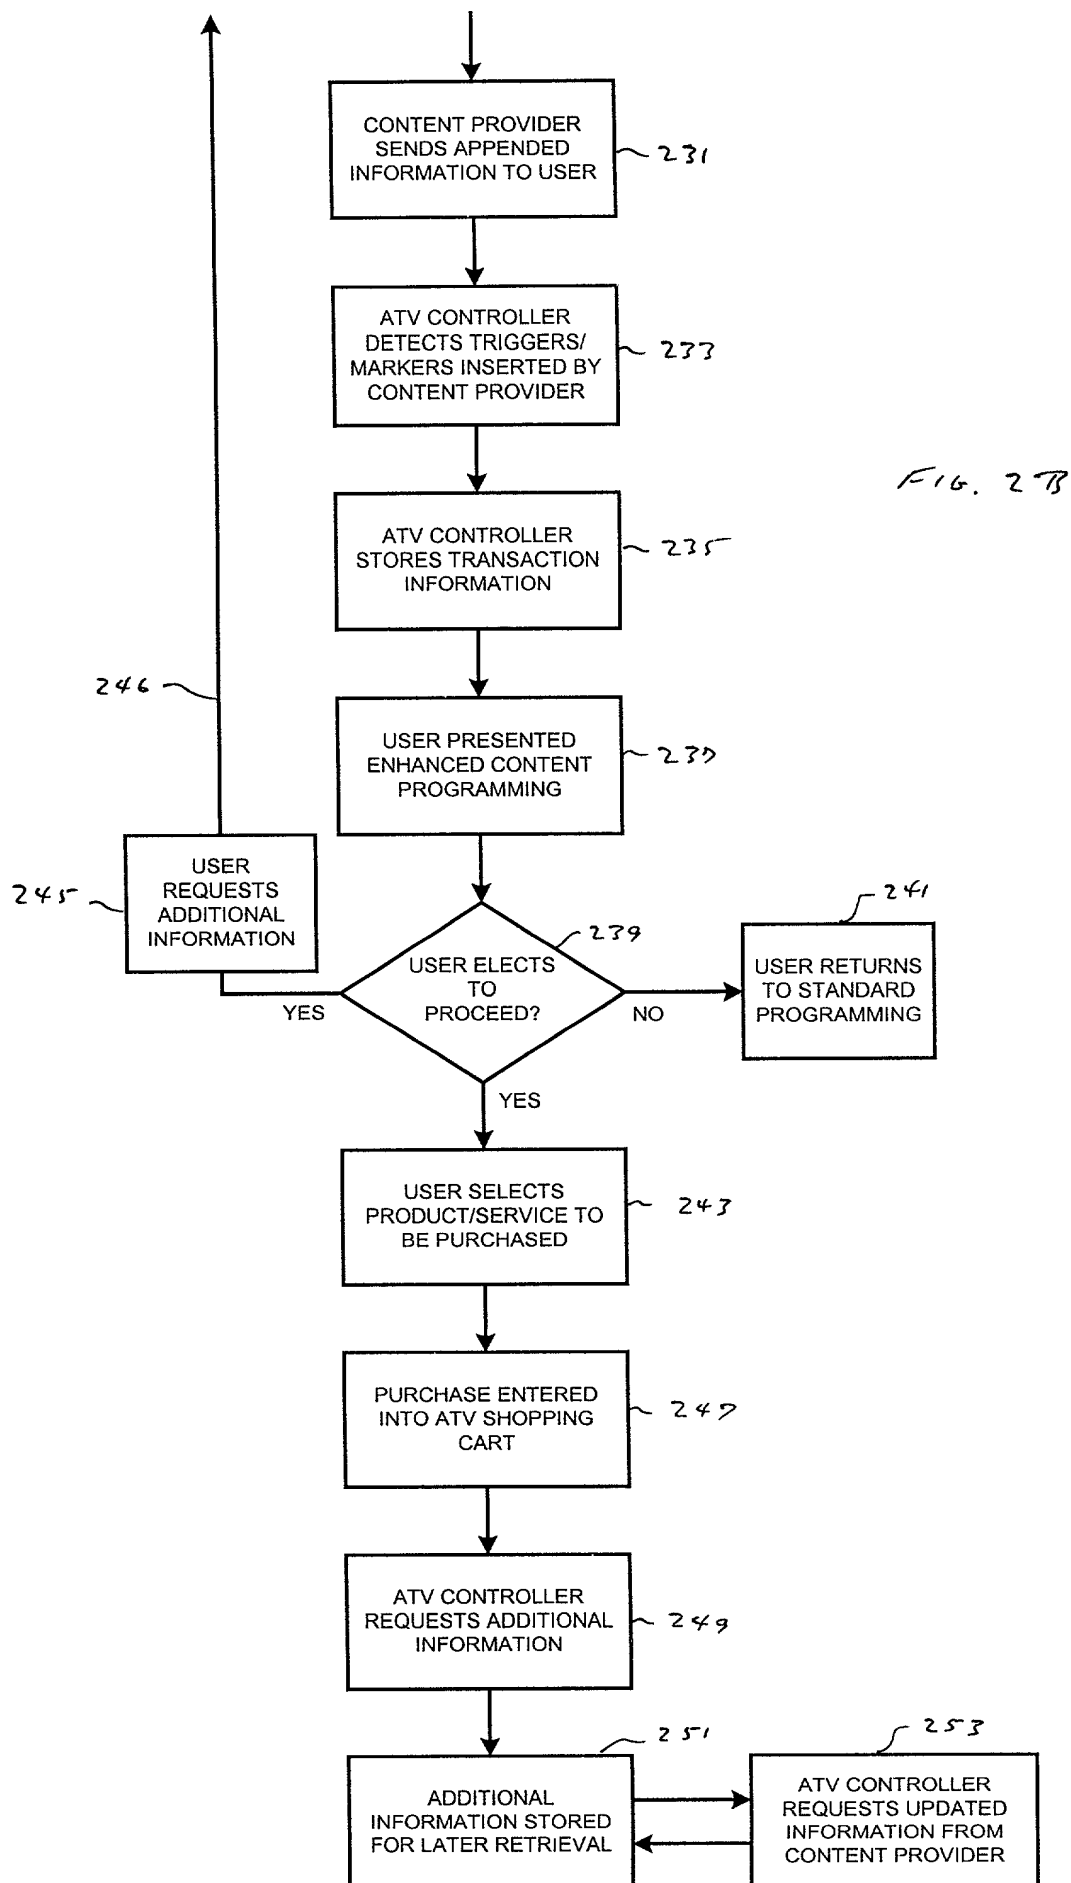 CONTENT PROVIDER
SENDS APPENDED
INFORMATION TO USER
231
ATV CONTROLLER
DETECTS TRIGGERS/
MARKERS INSERTED BY
CONTENT PROVIDER
233
FIG. 2B
ATV CONTROLLER
STORES TRANSACTION
INFORMATION
235
246
USER PRESENTED
ENHANCED CONTENT
PROGRAMMING
237
USER
REQUESTS
ADDITIONAL
INFORMATION
245
239
USER ELECTS
TO
PROCEED?
YES
NO
241
USER RETURNS
TO STANDARD
PROGRAMMING
YES
USER SELECTS
PRODUCT/SERVICE TO
BE PURCHASED
243
PURCHASE ENTERED
INTO ATV SHOPPING
CART
247
ATV CONTROLLER
REQUESTS ADDITIONAL
INFORMATION
249
251
ADDITIONAL
INFORMATION STORED
FOR LATER RETRIEVAL
253
ATV CONTROLLER
REQUESTS UPDATED
INFORMATION FROM
CONTENT PROVIDER